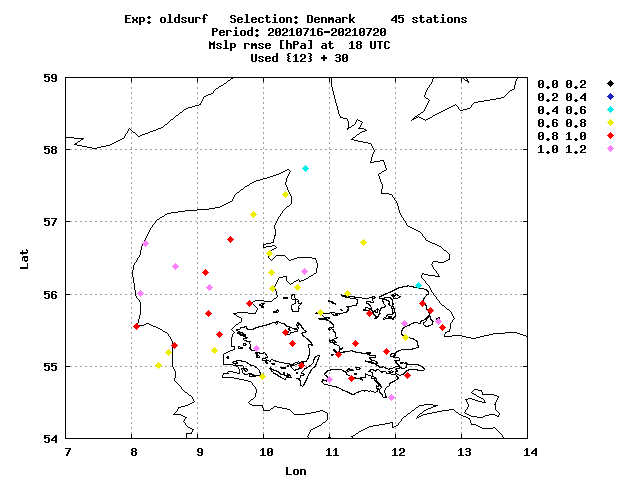 Exp: oldsurf   Selection: Denmark     45 stations
Period: 20210716-20210720
Mslp rmse [hPa] at  18 UTC
Used {12} + 30
0.0 0.2
0.2 0.4
0.4 0.6
0.6 0.8
0.8 1.0
1.0 1.2
59
58
57
56
55
54
Lat
7 8 9 10 11 12 13 14
Lon